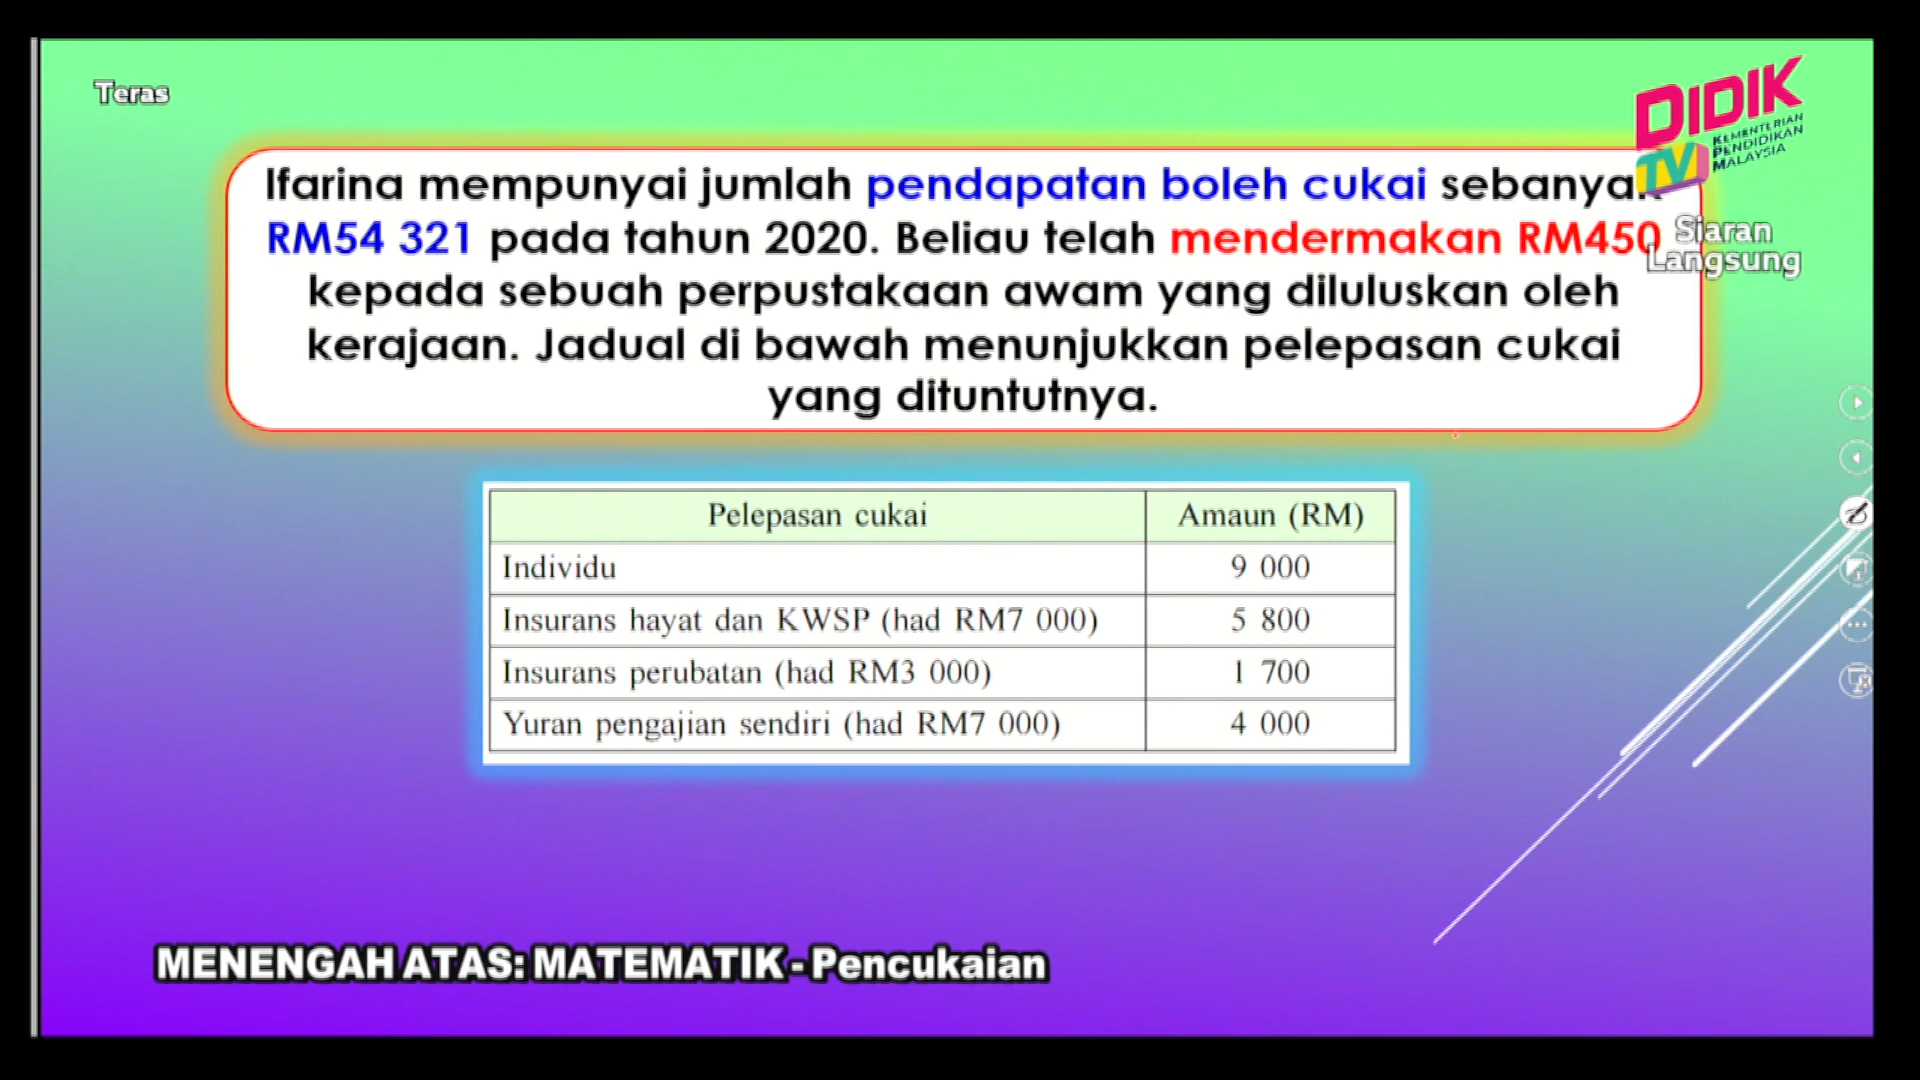 Teras
DIDIK
TV
KEMENTERIAN
PENDIDIKAN
MALAYSIA
Siaran
Langsung
Ifarina mempunyai jumlah pendapatan boleh cukai sebanyak
RM54 321 pada tahun 2020. Beliau telah mendermakan RM450
kepada sebuah perpustakaan awam yang diluluskan oleh
kerajaan. Jadual di bawah menunjukkan pelepasan cukai
yang dituntutnya.
Pelepasan cukai Amaun (RM)
Individu 9 000
Insurans hayat dan KWSP (had RM7 000) 5 800
Insurans perubatan (had RM3 000) 1 700
Yuran pengajian sendiri (had RM7 000) 4 000
MENENGAH ATAS: MATEMATIK - Pencukaian